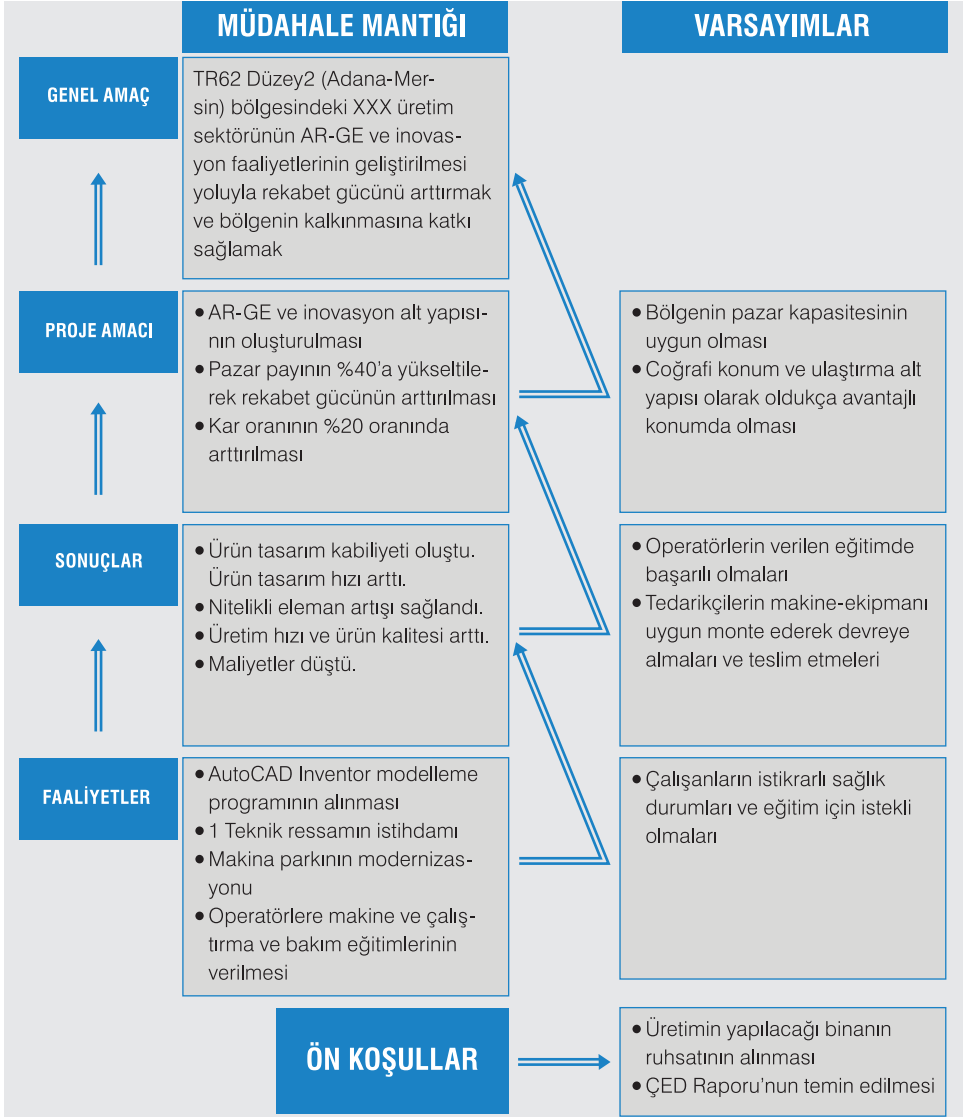 MÜDAHALE MANTIĞI
VARSAYIMLAR
GENEL AMAÇ
TR62 Düzey2 (Adana-Mer-
sin) bölgesindeki XXX üretim
sektörünün AR-GE ve inovas-
yon faaliyetlerinin geliştirilmesi
yoluyla rekabet gücünü arttırmak
ve bölgenin kalkınmasına katkı
sağlamak
PROJE AMACI
• AR-GE ve inovasyon alt yapısı-
nın oluşturulması
• Pazar payının %40'a yükseltile-
rek rekabet gücünün arttırılması
• Kar oranının %20 oranında
arttırılması
• Bölgenin pazar kapasitesinin
uygun olması
• Coğrafi konum ve ulaştırma alt
yapısı olarak oldukça avantajlı
konumda olması
SONUÇLAR
• Ürün tasarım kabiliyeti oluştu.
Ürün tasarım hızı arttı.
• Nitelikli eleman artışı sağlandı.
• Üretim hızı ve ürün kalitesi arttı.
• Maliyetler düştü.
• Operatörlerin verilen eğitimde
başarılı olmaları
• Tedarikçilerin makine-ekipmanı
uygun monte ederek devreye
almaları ve teslim etmeleri
FAALİYETLER
• AutoCAD Inventor modelleme
programının alınması
• 1 Teknik ressamın istihdamı
• Makina parkının modernizas-
yonu
• Operatörlere makine ve çalış-
tırma ve bakım eğitimlerinin
verilmesi
• Çalışanların istikrarlı sağlık
durumları ve eğitim için istekli
olmaları
ÖN KOŞULLAR
• Üretimin yapılacağı binanın
ruhsatının alınması
• ÇED Raporu'nun temin edilmesi